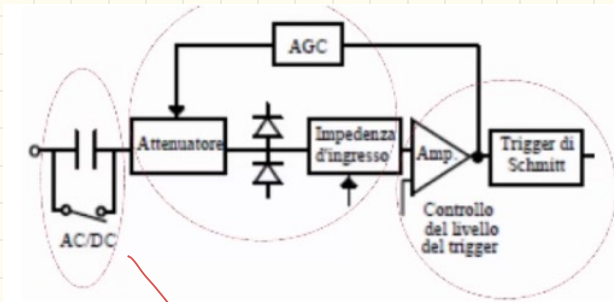 AGC
Attenuatore
Impedenza
d'ingresso
Amp.
Trigger di
Schmitt
AC/DC
Controllo
del livello
del trigger